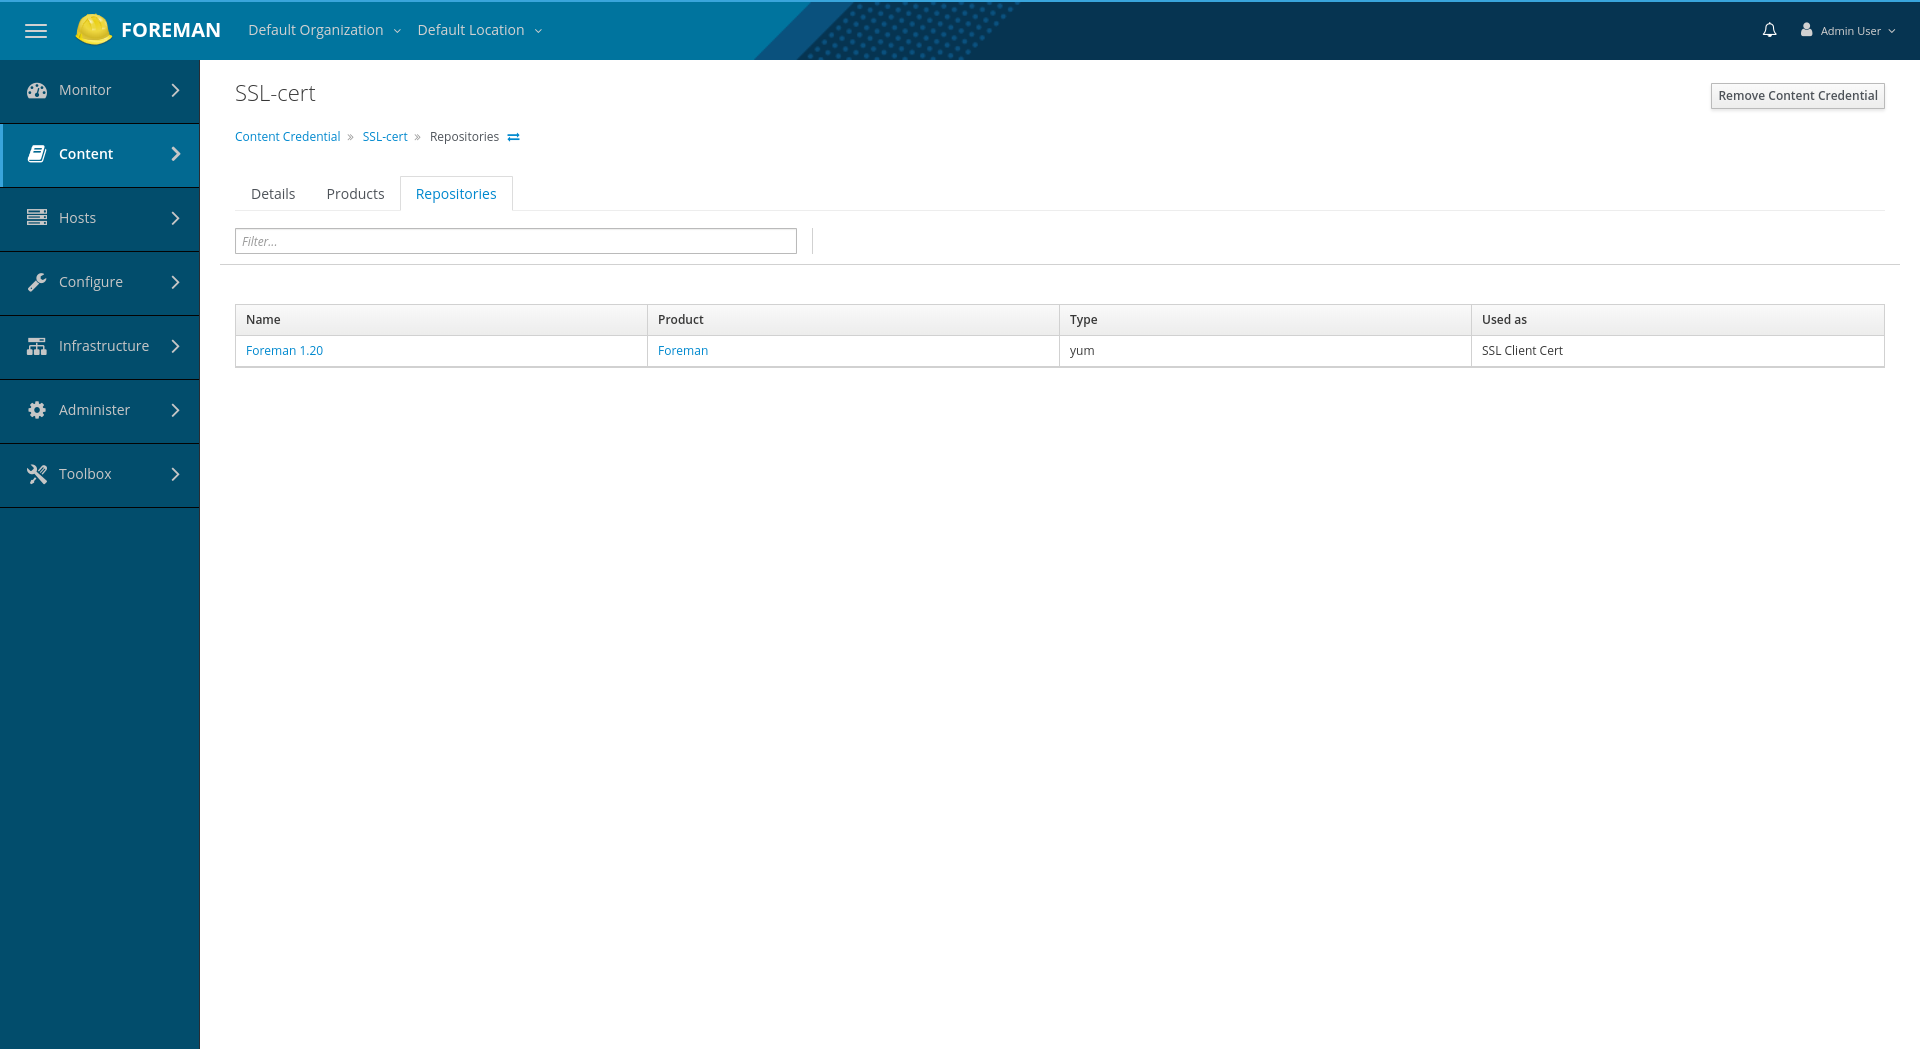 FOREMAN Default Organization Default Location Admin User
Monitor
Content
Hosts
Configure
Infrastructure
Administer
Toolbox
SSL-cert
Remove Content Credential
Content Credential » SSL-cert » Repositories
Details Products Repositories
Filter...
Name Product Type Used as
Foreman 1.20 Foreman yum SSL Client Cert